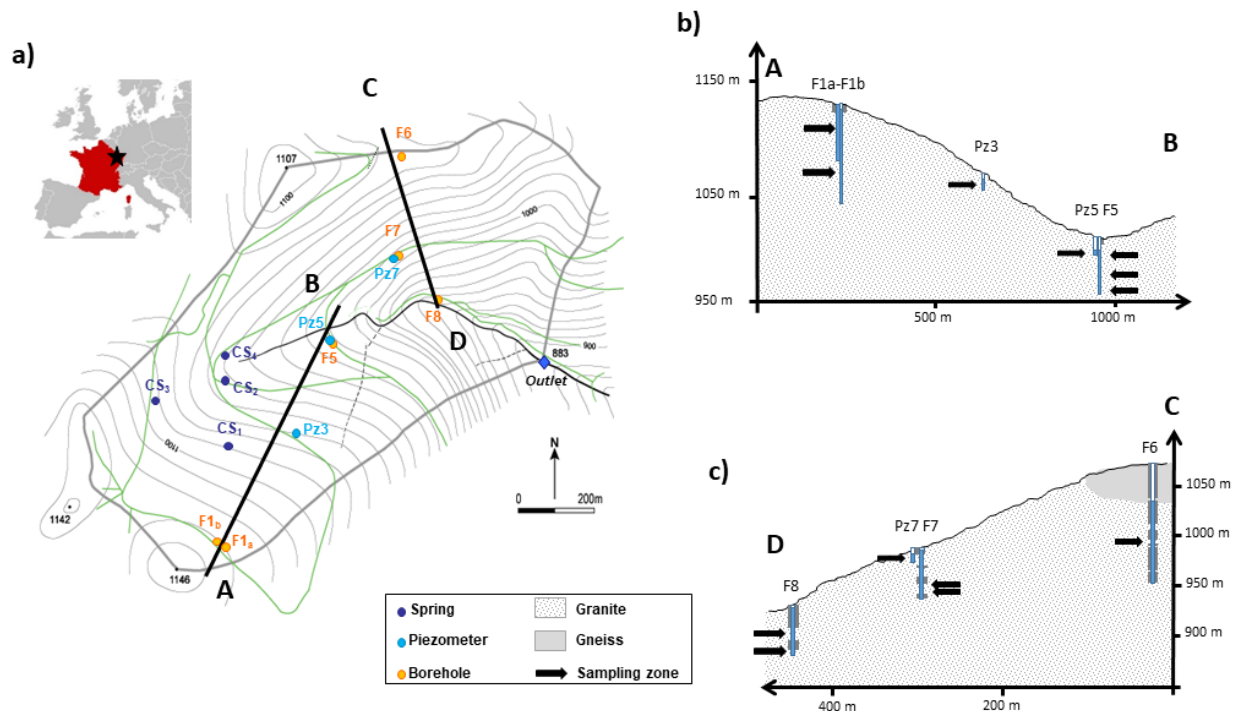 a)
C
F6
1107
1100
1000
F7
Pz7
B
F8
Pz5
F5
D
900
883
Outlet
CS4
CS2
CS3
CS1
Pz3
1100
N
0 200m
1142
F1b
F1a
1146
A
Spring
Piezometer
Borehole
Granite
Gneiss
Sampling zone
b)
A
1150 m
F1a-F1b
B
Pz3
1050 m
Pz5 F5
950 m
500 m
1000 m
c)
C
F6
1050 m
1000 m
Pz7 F7
D
950 m
F8
900 m
400 m
200 m